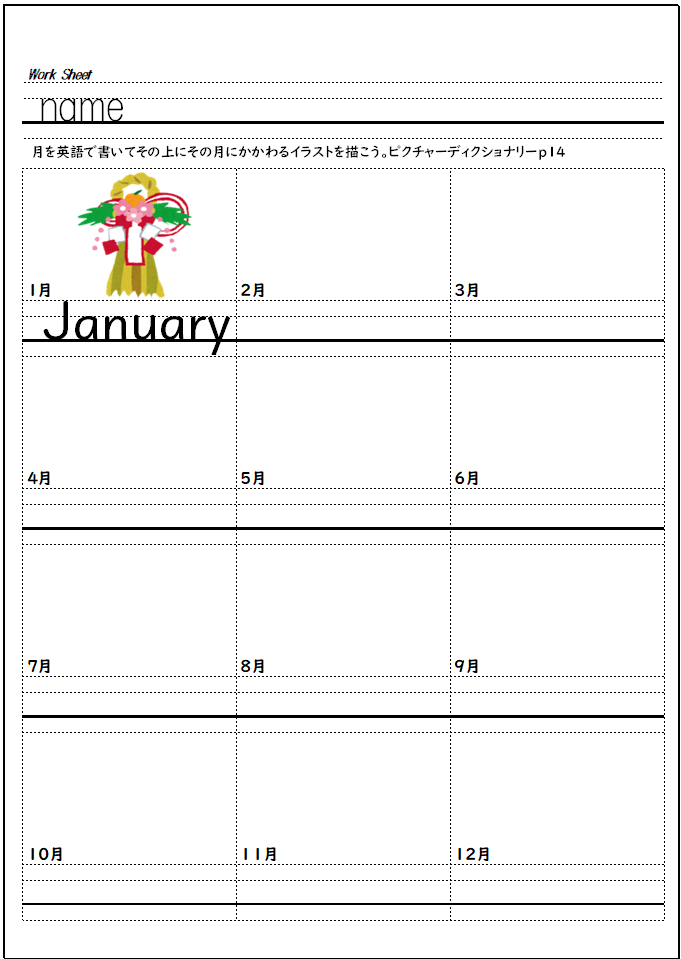 Work Sheet
name
月を英語で書いてその上にその月にかかわるイラストを描こう。ピクチャーディクショナリーp14
1月 2月 3月
January
4月 5月 6月
7月 8月 9月
10月 11月 12月